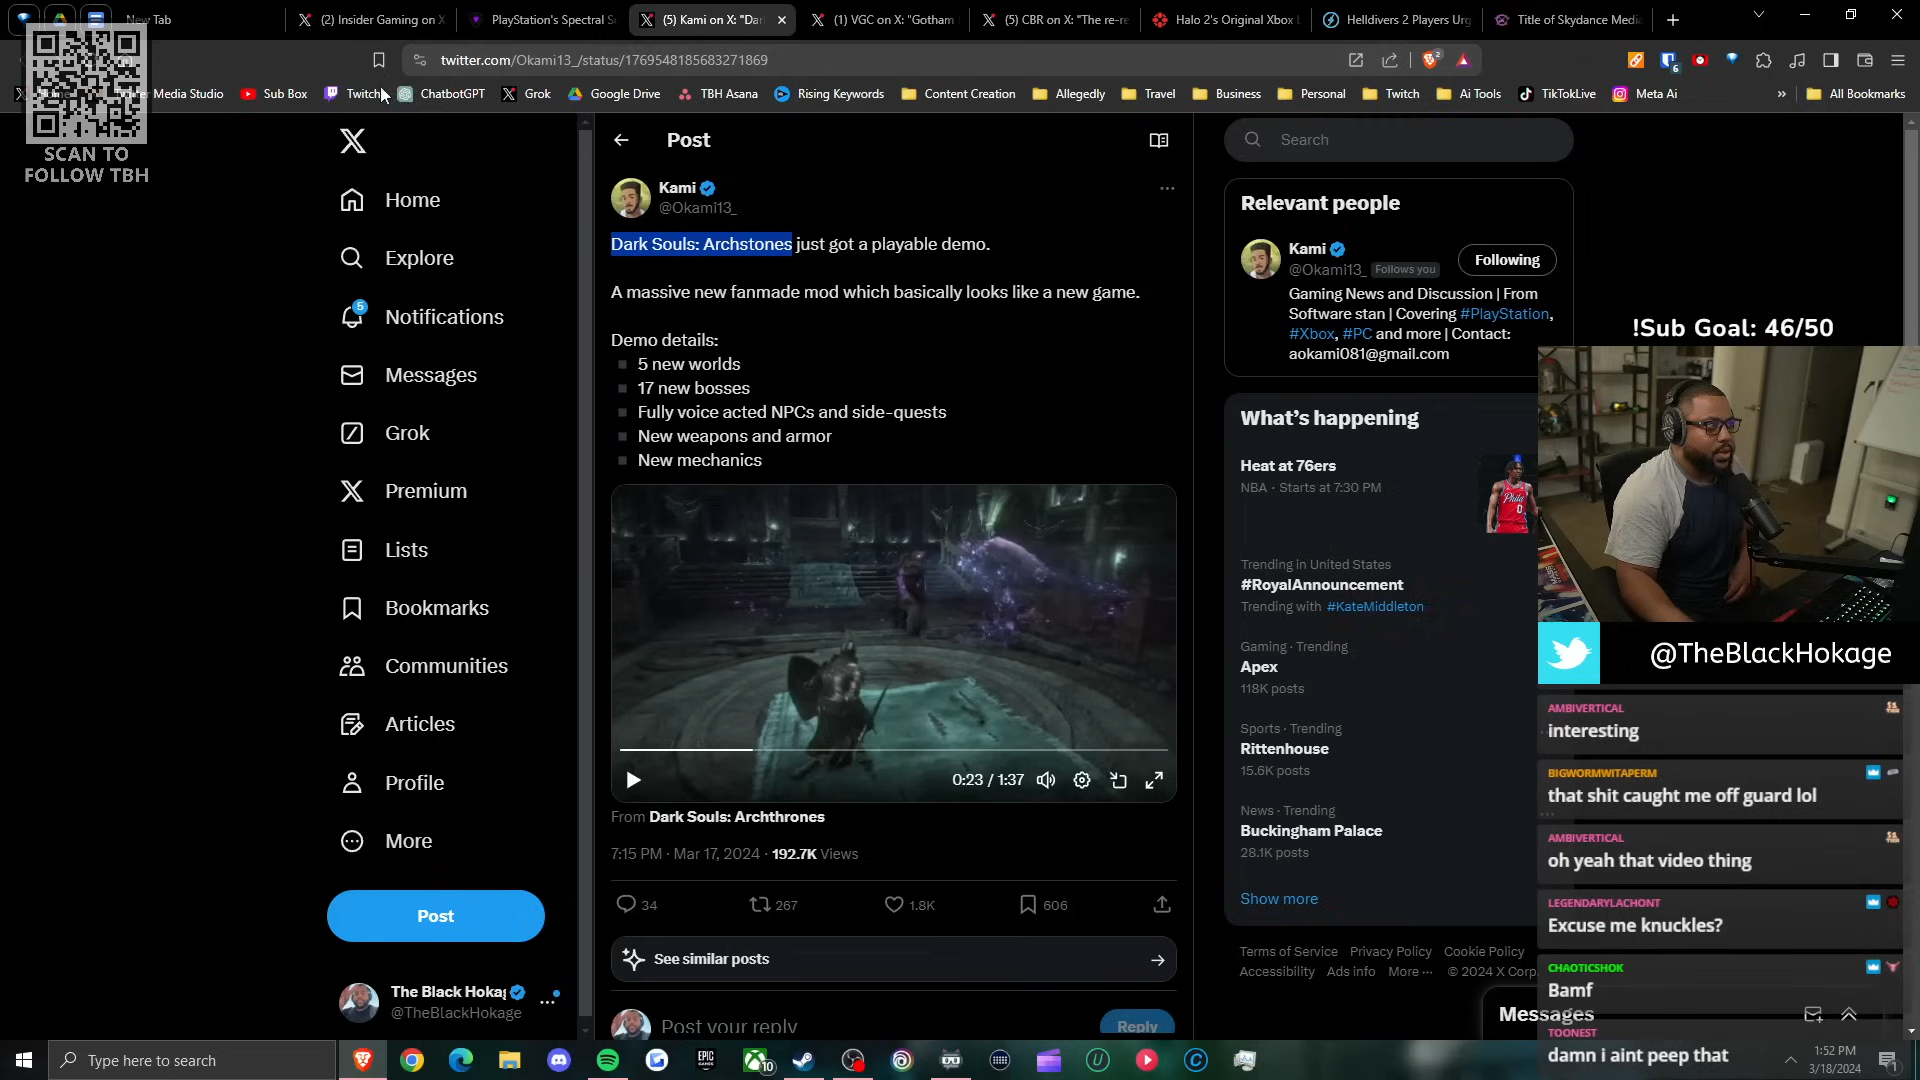 New Tab
(2) Insider Gaming on X
PlayStation's Spectral S
(5) Kami on X: "Dar
(1) VGC on X: "Gotham
(5) CBR on X: "The re-re
Halo 2's Original Xbox L
Helldivers 2 Players Urg
Title of Skydance Media
twitter.com/Okami13_/status/1769548185683271869
2
6
Media Studio
Sub Box
Twitch
ChatbotGPT
Grok
Google Drive
TBH Asana
Rising Keywords
Content Creation
Allegedly
Travel
Business
Personal
Twitch
Ai Tools
TikTokLive
Meta Ai
All Bookmarks
SCAN TO
FOLLOW TBH
Home
Explore
5
Notifications
Messages
Grok
Premium
Lists
Bookmarks
Communities
Articles
Profile
More
Post
The Black Hoka
@TheBlackHokage
Post
Kami
@Okami13_
Dark Souls: Archstones just got a playable demo.
A massive new fanmade mod which basically looks like a new game.
Demo details:
5 new worlds
17 new bosses
Fully voice acted NPCs and side-quests
New weapons and armor
New mechanics
0:23 / 1:37
From Dark Souls: Archthrones
7:15 PM · Mar 17, 2024 · 192.7K Views
34
267
1.8K
606
See similar posts
Post your reply
Reply
Search
Relevant people
Kami
@Okami13_ Follows you
Following
Gaming News and Discussion | From
Software stan | Covering #PlayStation,
#Xbox, #PC and more | Contact:
aokami081@gmail.com
What's happening
Heat at 76ers
NBA · Starts at 7:30 PM
Trending in United States
#RoyalAnnouncement
Trending with #KateMiddleton
Gaming · Trending
Apex
118K posts
Sports · Trending
Rittenhouse
15.6K posts
News · Trending
Buckingham Palace
28.1K posts
Show more
Terms of Service Privacy Policy Cookie Policy
Accessibility Ads info More ··· © 2024 X Corp.
Messages
!Sub Goal: 46/50
@TheBlackHokage
AMBIVERTICAL
interesting
BIGWORMWITAPERM
that shit caught me off guard lol
AMBIVERTICAL
oh yeah that video thing
LEGENDARYLACHONT
Excuse me knuckles?
CHAOTICSHOK
Bamf
TOONEST
damn i aint peep that
Type here to search
EPIC
GAMES
10
1:52 PM
3/18/2024
1